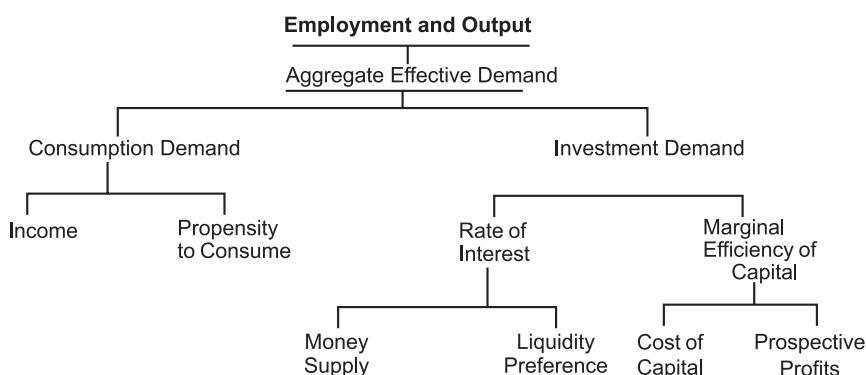 Employment and Output
Aggregate Effective Demand
Consumption Demand
Investment Demand
Income
Propensity
to Consume
Rate of
Interest
Marginal
Efficiency of
Capital
Money
Supply
Liquidity
Preference
Cost of
Capital
Prospective
Profits